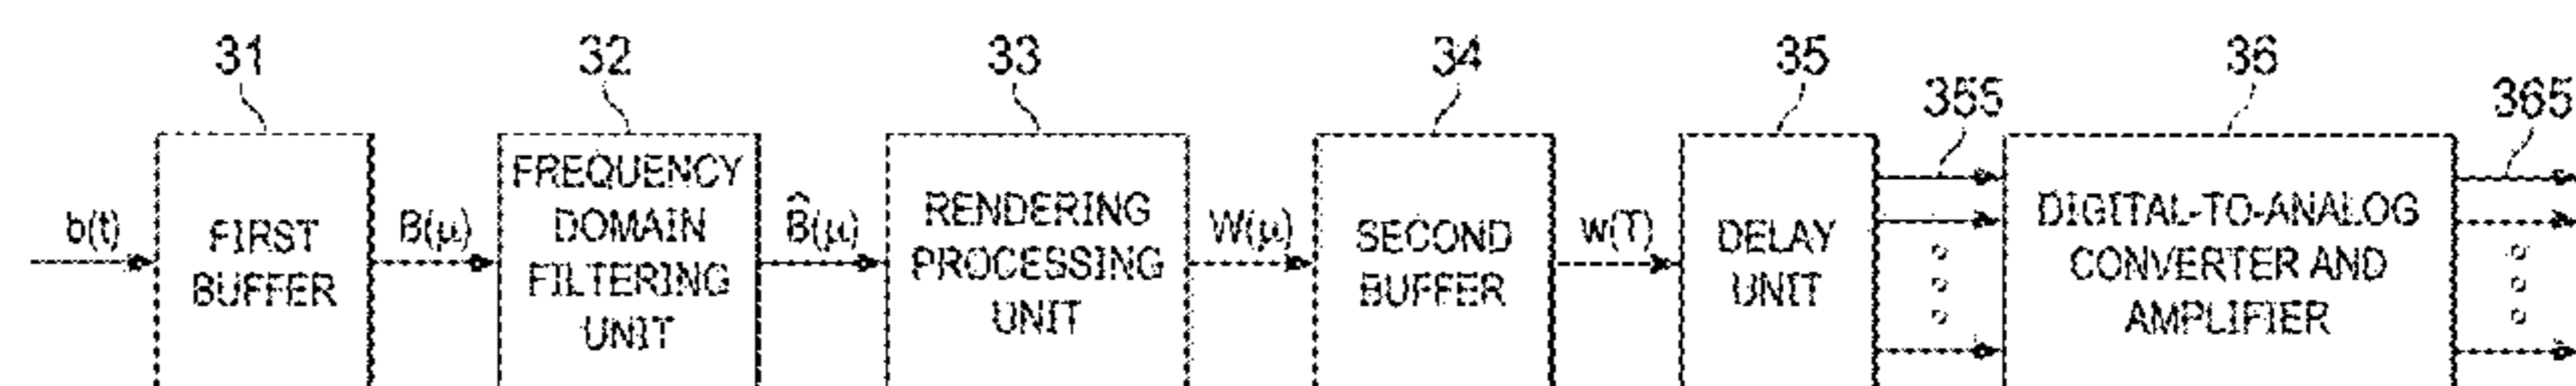 31
32
33
34
35
355
36
365
b(t)
FIRST
BUFFER
B(μ)
FREQUENCY
DOMAIN
FILTERING
UNIT
B̂(μ)
RENDERING
PROCESSING
UNIT
W(μ)
SECOND
BUFFER
w(T)
DELAY
UNIT
DIGITAL-TO-ANALOG
CONVERTER AND
AMPLIFIER